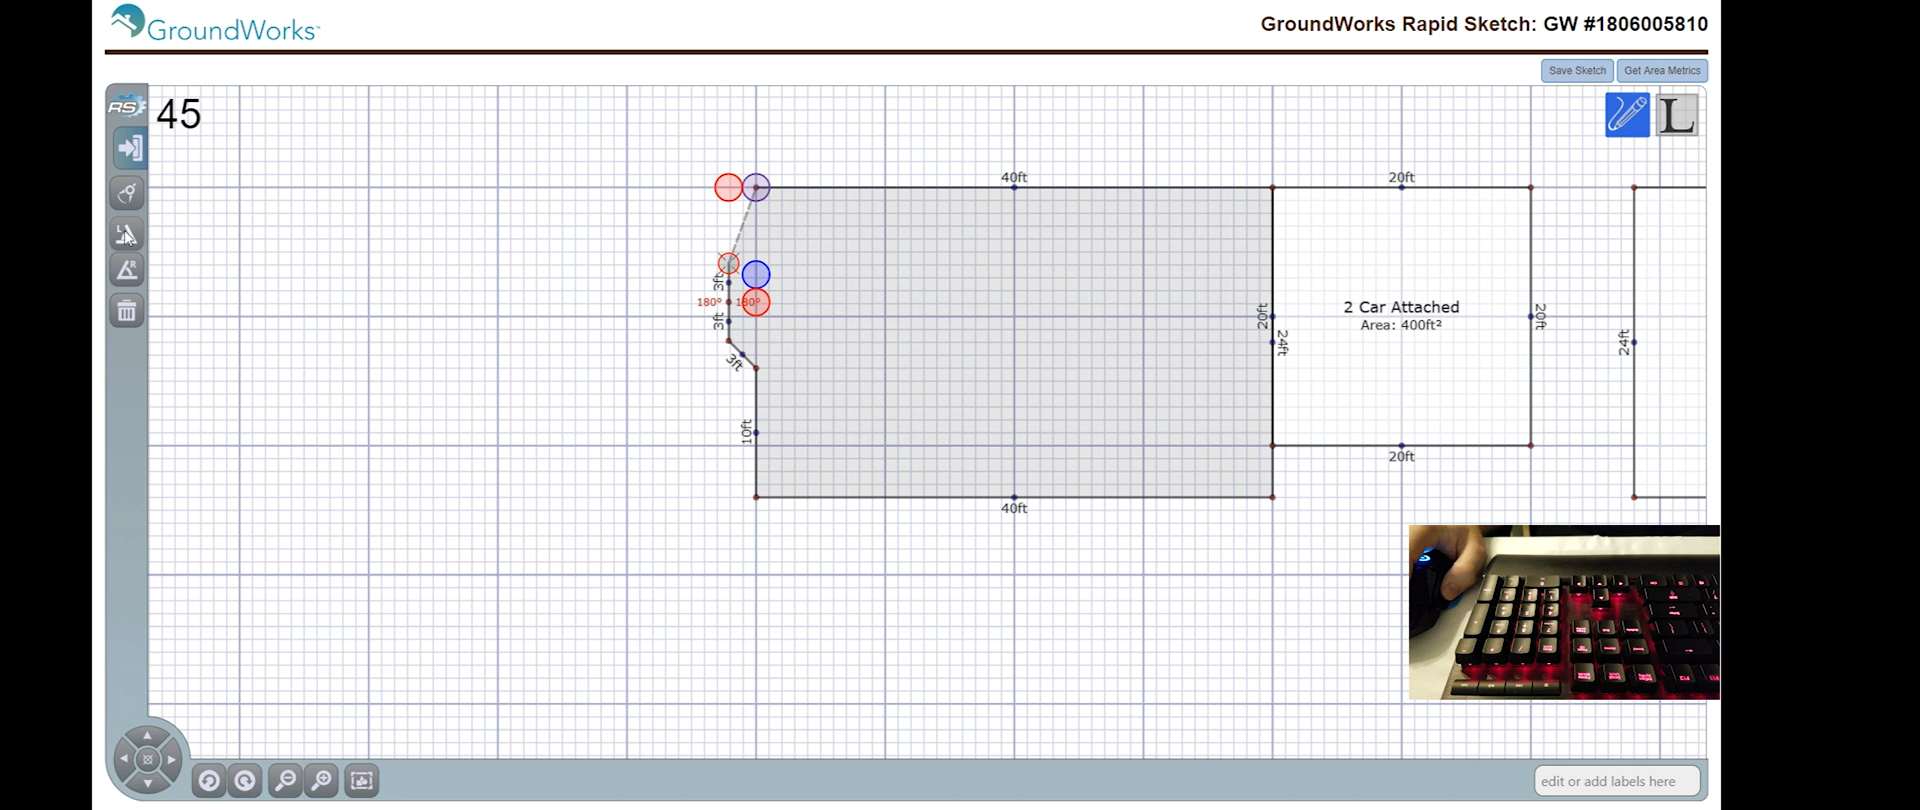 GroundWorks
GroundWorks Rapid Sketch: GW #1806005810
Save Sketch
Get Area Metrics
RS
45
L
L
R
40ft
20ft
3ft
180°
180°
3ft
3ft
10ft
40ft
20ft
24ft
2 Car Attached
Area: 400ft²
20ft
20ft
24ft
edit or add labels here